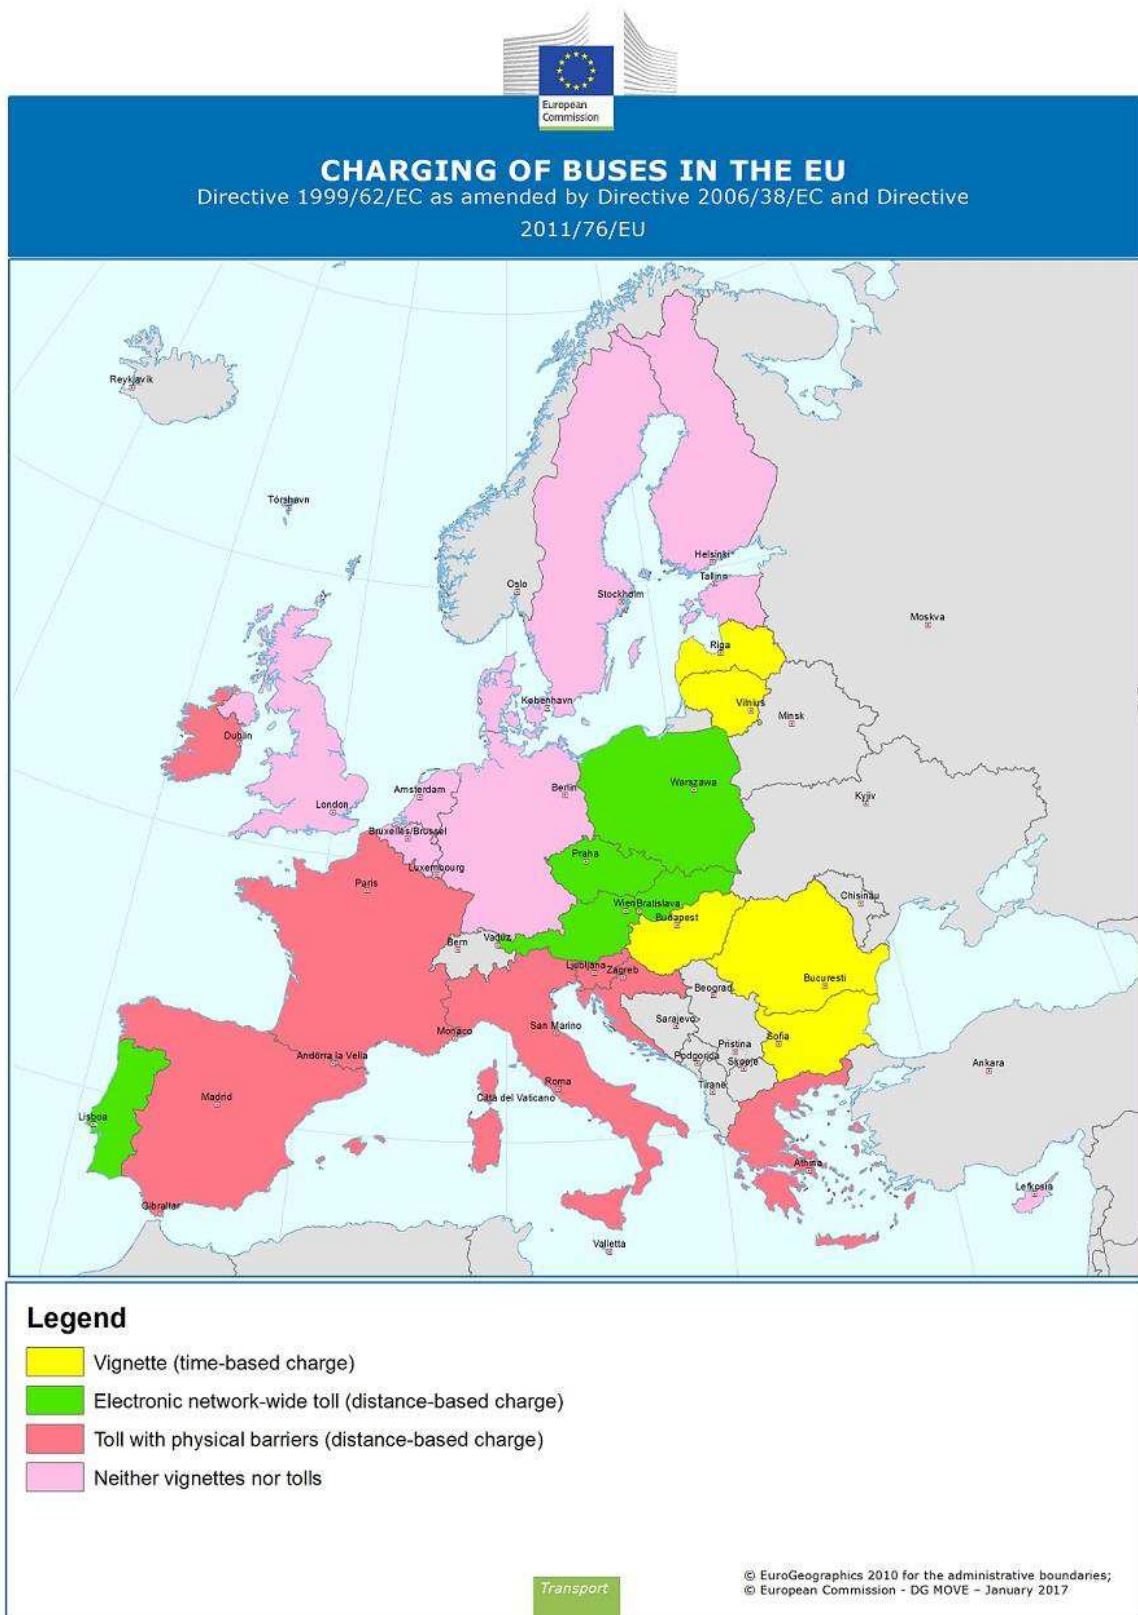 European
Commission
CHARGING OF BUSES IN THE EU
Directive 1999/62/EC as amended by Directive 2006/38/EC and Directive
2011/76/EU
Reykjavik
Tórshavn
Oslo
Helsinki
Tallinn
Stockholm
Moskva
Riga
København
Vilnius
Minsk
Dublin
Amsterdam
Berlin
Warszawa
London
Kyjiv
Bruxelles/Brussel
Praha
Luxembourg
Paris
Wien
Bratislava
Chisinau
Budapest
Bern
Vaduz
Ljubljana
Zagreb
Bucuresti
Beograd
Sarajevo
San Marino
Monaco
Sofia
Pristina
Podgorica
Skopje
Andorra la Vella
Ankara
Tiranë
Roma
Città del Vaticano
Madrid
Lisboa
Athina
Lefkosia
Gibraltar
Valletta
Legend
Vignette (time-based charge)
Electronic network-wide toll (distance-based charge)
Toll with physical barriers (distance-based charge)
Neither vignettes nor tolls
Transport
© EuroGeographics 2010 for the administrative boundaries;
© European Commission - DG MOVE – January 2017